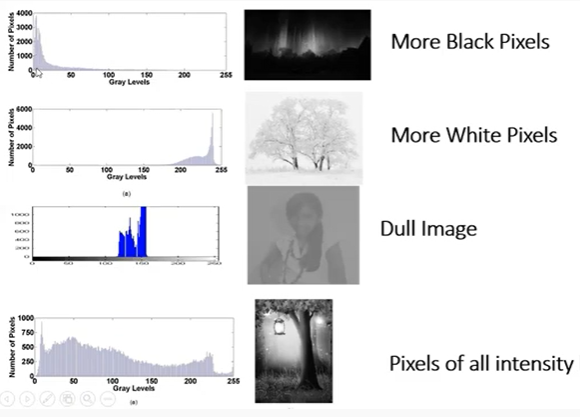 4000
3000
2000
1000
0
Number of Pixels
0 50 100 150 200 255
Gray Levels
More Black Pixels
6000
4000
2000
0
Number of Pixels
0 50 100 150 200 255
Gray Levels
(a)
More White Pixels
1000
800
600
400
200
0
0 50 100 150 200 250
Dull Image
1000
750
500
250
0
Number of Pixels
0 50 100 150 200 255
Gray Levels
(a)
Pixels of all intensity